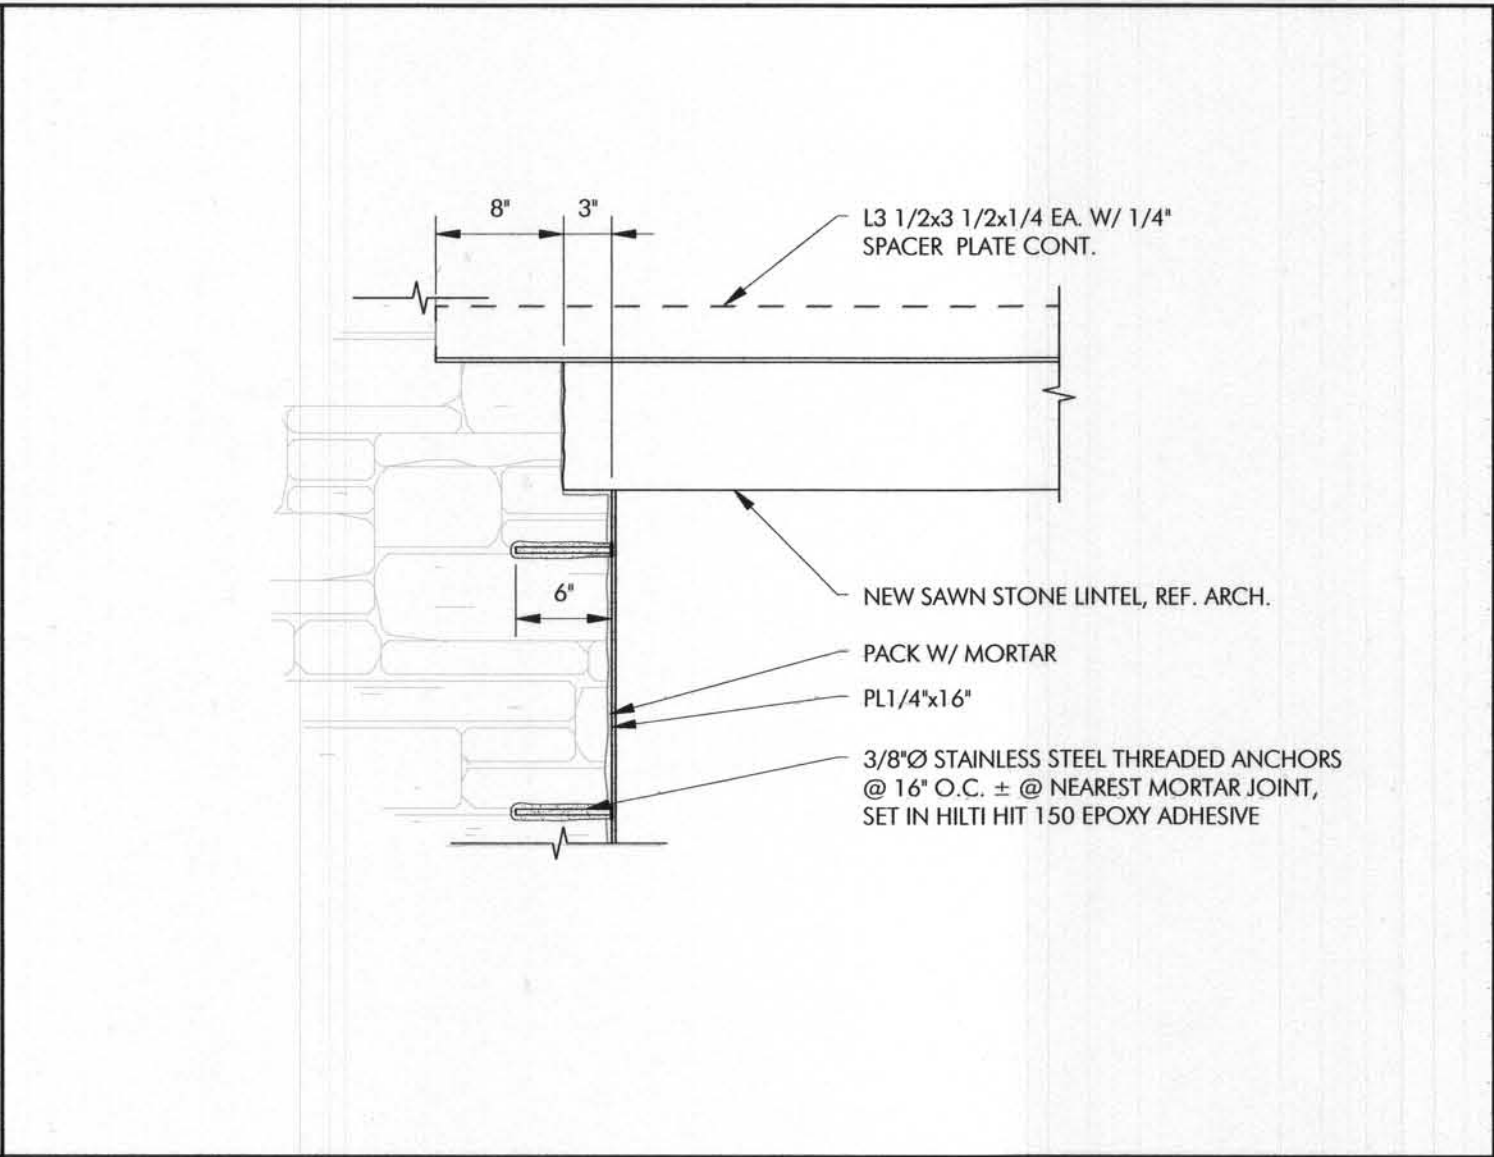 8"
3"
L3 1/2x3 1/2x1/4 EA. W/ 1/4"
SPACER PLATE CONT.
6"
NEW SAWN STONE LINTEL, REF. ARCH.
PACK W/ MORTAR
PL1/4"x16"
3/8"Ø STAINLESS STEEL THREADED ANCHORS
@ 16" O.C. ± @ NEAREST MORTAR JOINT,
SET IN HILTI HIT 150 EPOXY ADHESIVE